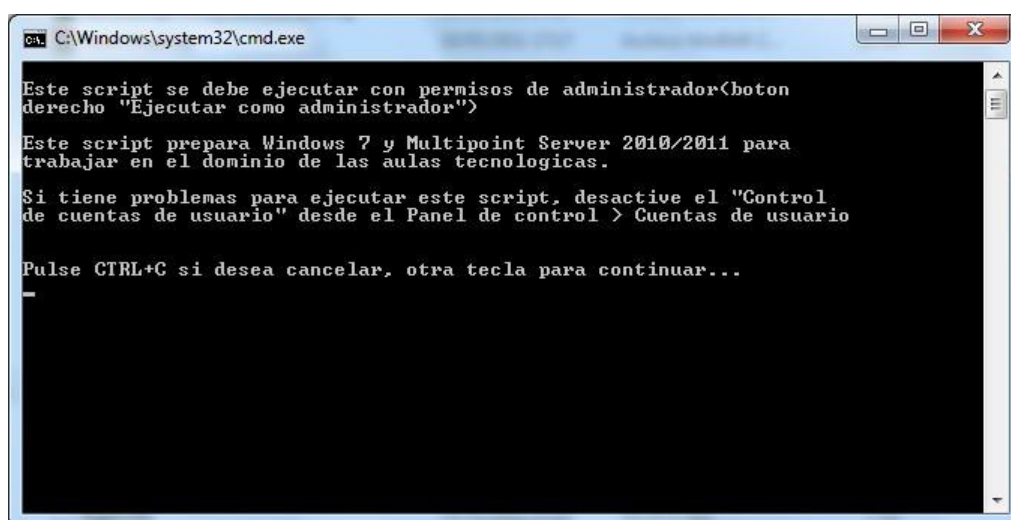 C:\Windows\system32\cmd.exe
Este script se debe ejecutar con permisos de administrador(boton
derecho "Ejecutar como administrador")
Este script prepara Windows 7 y Multipoint Server 2010/2011 para
trabajar en el dominio de las aulas tecnologicas.
Si tiene problemas para ejecutar este script, desactive el "Control
de cuentas de usuario" desde el Panel de control > Cuentas de usuario
Pulse CTRL+C si desea cancelar, otra tecla para continuar...